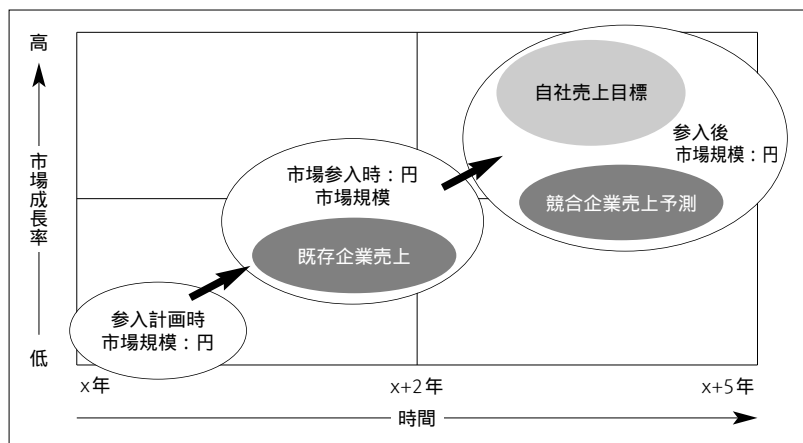 高
市場成長率
低
自社売上目標
参入後
市場規模：円
競合企業売上予測
市場参入時：円
市場規模
既存企業売上
参入計画時
市場規模：円
x年
x+2年
x+5年
時間